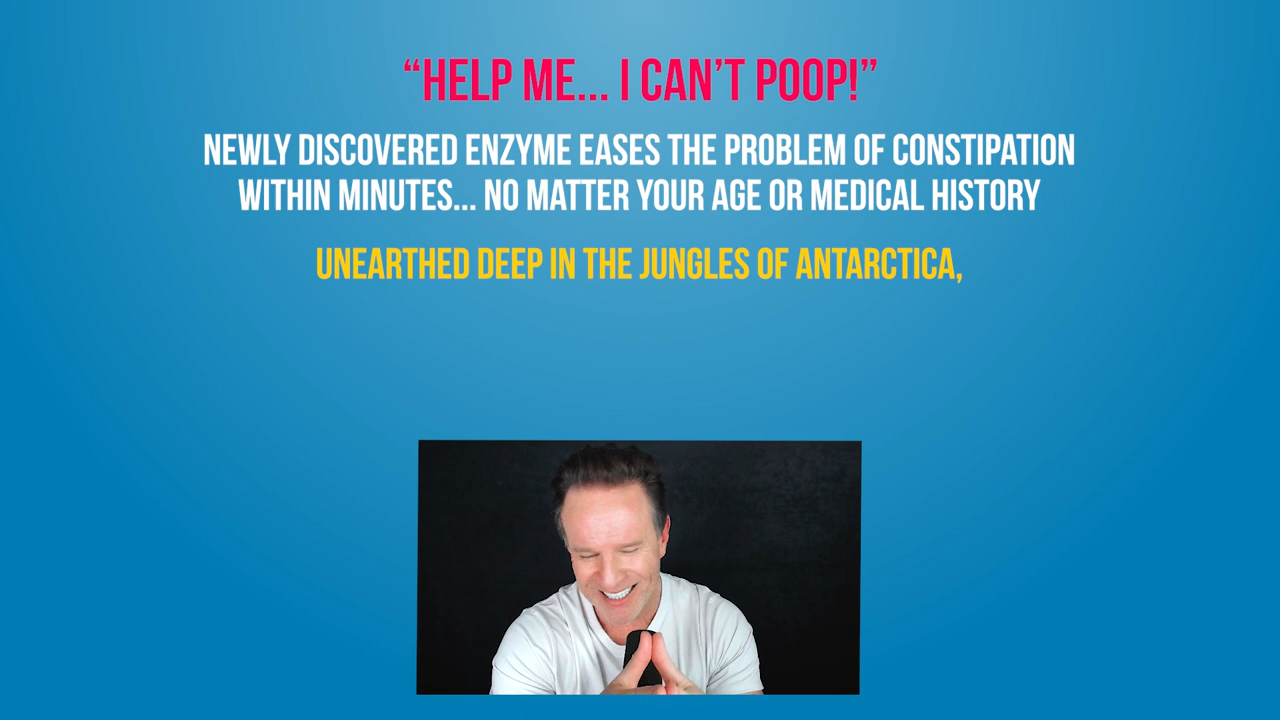 “HELP ME... I CAN’T POOP!”
NEWLY DISCOVERED ENZYME EASES THE PROBLEM OF CONSTIPATION
WITHIN MINUTES... NO MATTER YOUR AGE OR MEDICAL HISTORY
UNEARTHED DEEP IN THE JUNGLES OF ANTARCTICA,